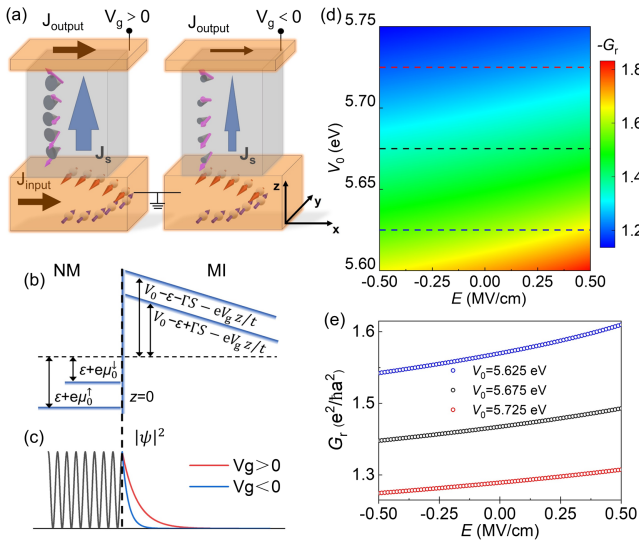 (a)
J_output
V_g > 0
J_output
V_g < 0
J_s
J_s
J_input
z
y
x
(b)
NM
MI
V_0−ε−ΓS − eV_g z/t
V_0−ε+ΓS − eV_g z/t
ε+eμ_0^↓
ε+eμ_0^↑
z=0
(c)
|ψ|^2
Vg>0
Vg<0
(d)
5.75
5.70
5.65
5.60
V_0 (eV)
-0.50
-0.25
0.00
0.25
0.50
E (MV/cm)
-G_r
1.8
1.6
1.4
1.2
(e)
1.6
1.5
1.3
G_r (e^2/ha^2)
V_0=5.625 eV
V_0=5.675 eV
V_0=5.725 eV
-0.50
-0.25
0.00
0.25
0.50
E (MV/cm)